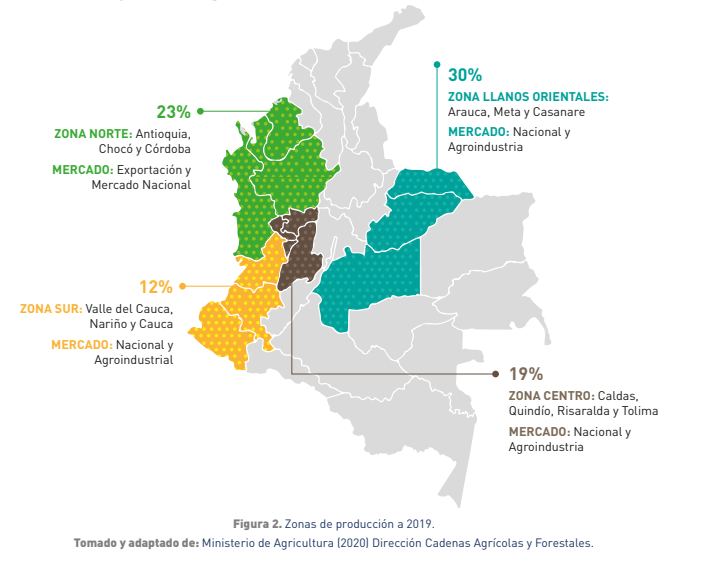 30%
ZONA LLANOS ORIENTALES:
Arauca, Meta y Casanare
MERCADO: Nacional y
Agroindustria
23%
ZONA NORTE: Antioquia,
Chocó y Córdoba
MERCADO: Exportación y
Mercado Nacional
12%
ZONA SUR: Valle del Cauca,
Nariño y Cauca
MERCADO: Nacional y
Agroindustrial
19%
ZONA CENTRO: Caldas,
Quindío, Risaralda y Tolima
MERCADO: Nacional y
Agroindustria
Figura 2. Zonas de producción a 2019.
Tomado y adaptado de: Ministerio de Agricultura (2020) Dirección Cadenas Agrícolas y Forestales.